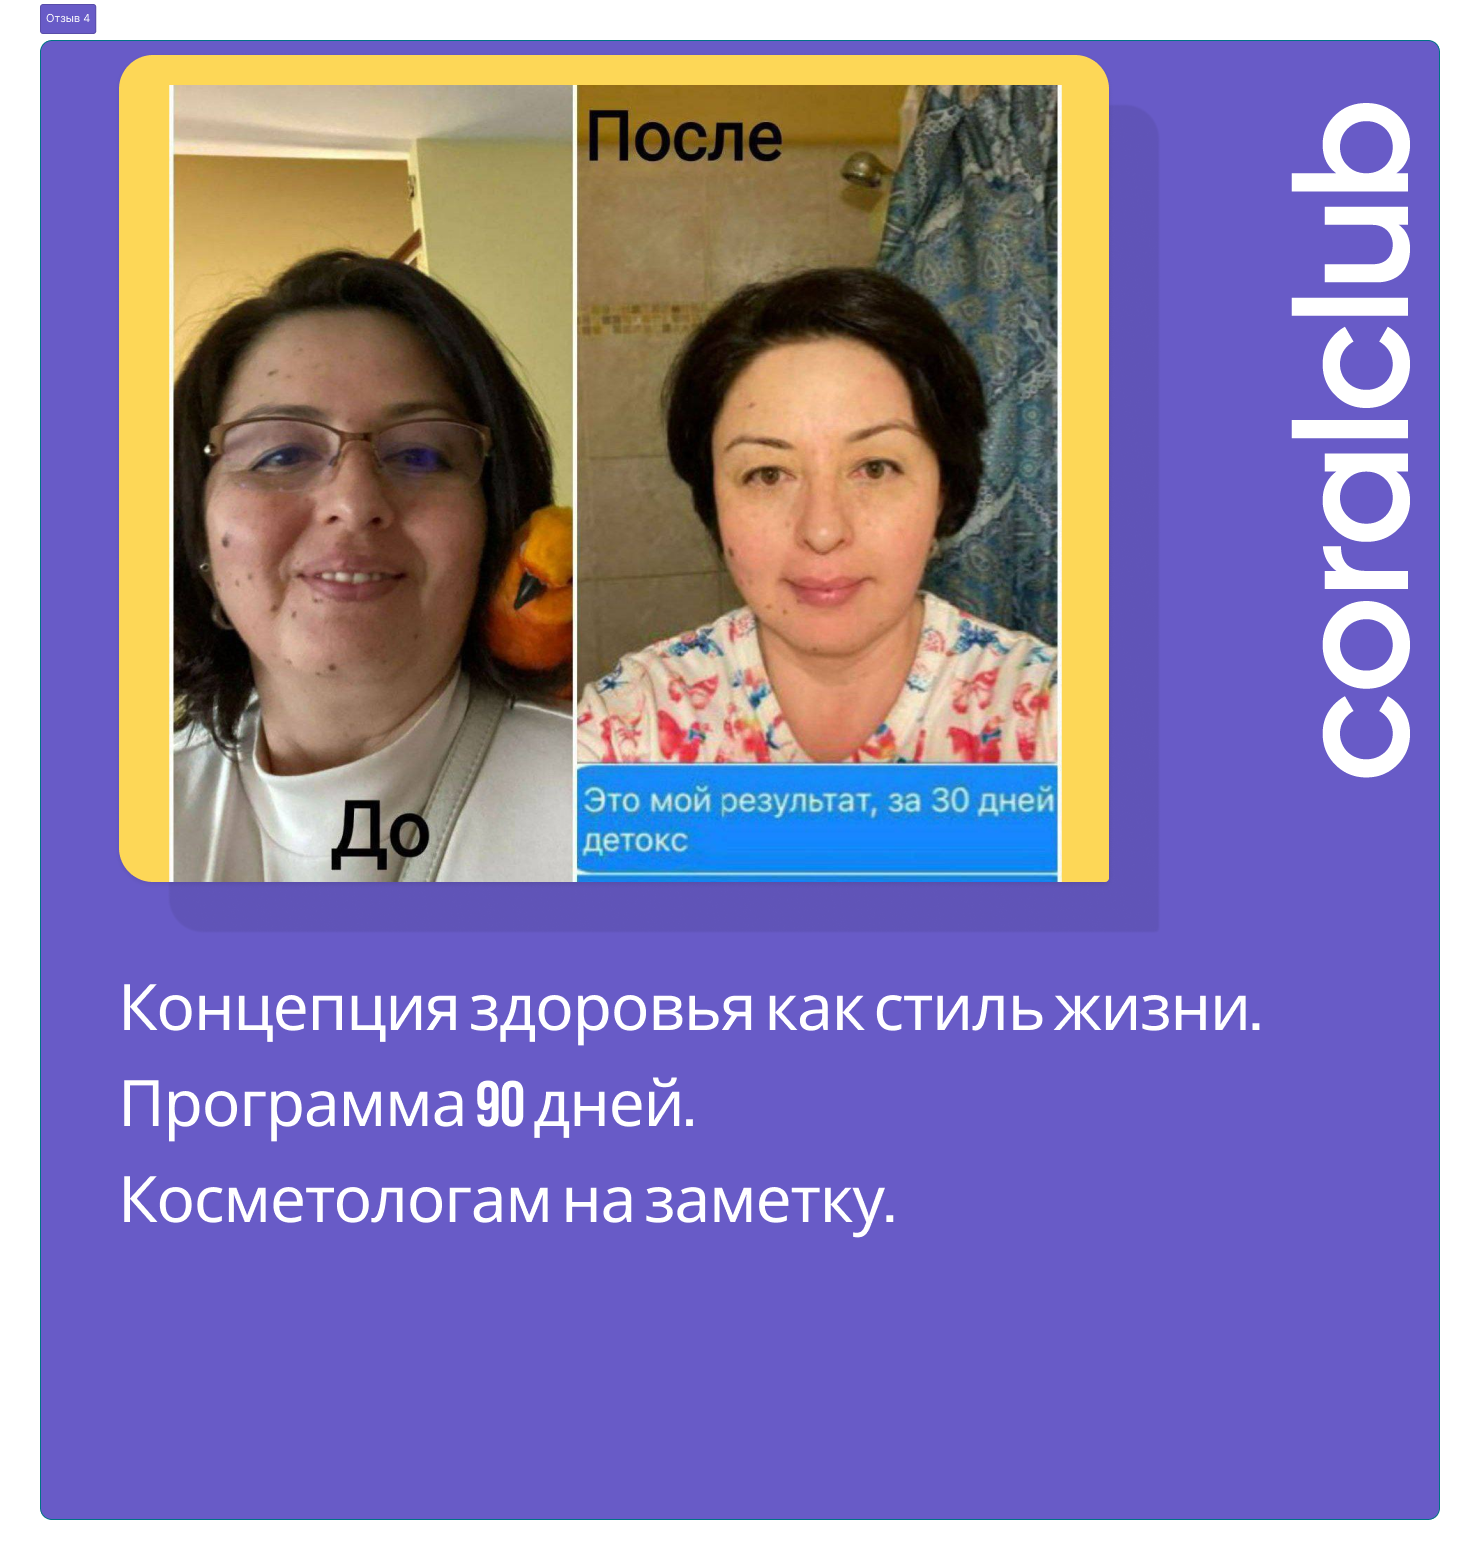 Отзыв 4
После
До
Это мой результат, за 30 дней
детокс
coralclub
Концепция здоровья как стиль жизни.
Программа 90 дней.
Косметологам на заметку.